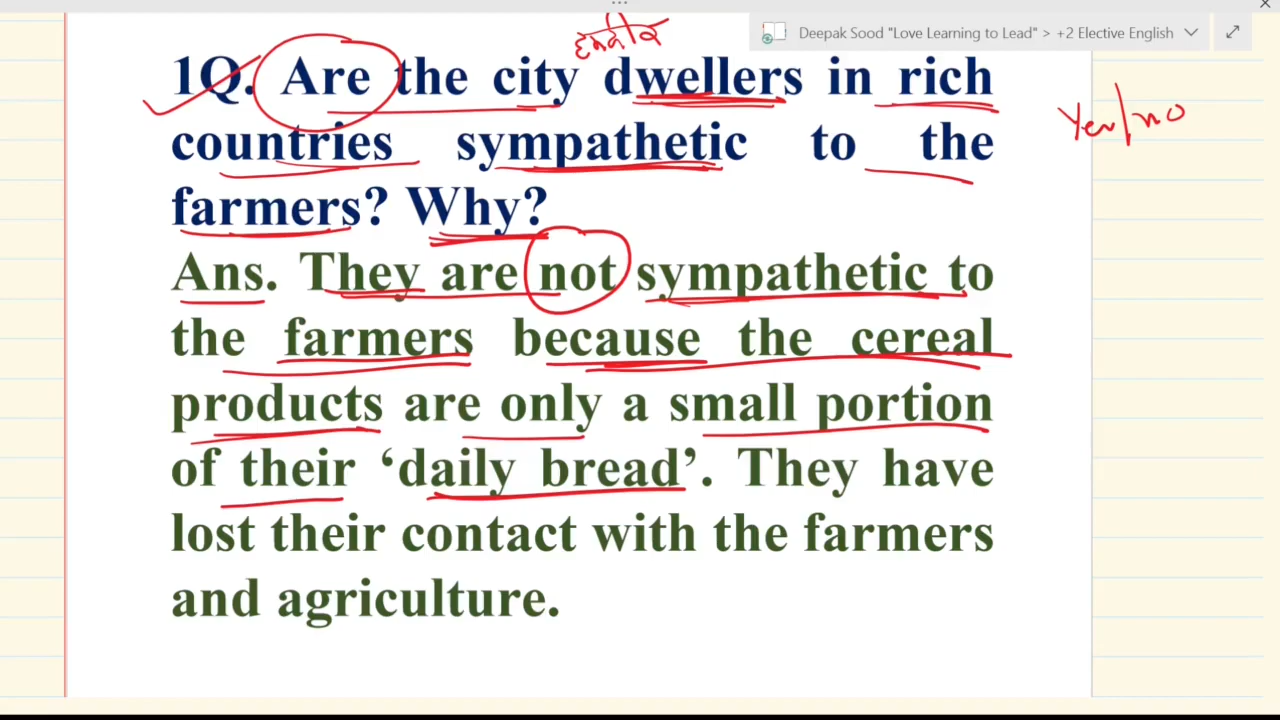 Deepak Sood "Love Learning to Lead" > +2 Elective English
1Q. Are the city dwellers in rich
Yes/no
countries sympathetic to the
farmers? Why?
Ans. They are not sympathetic to
the farmers because the cereal
products are only a small portion
of their ‘daily bread’. They have
lost their contact with the farmers
and agriculture.